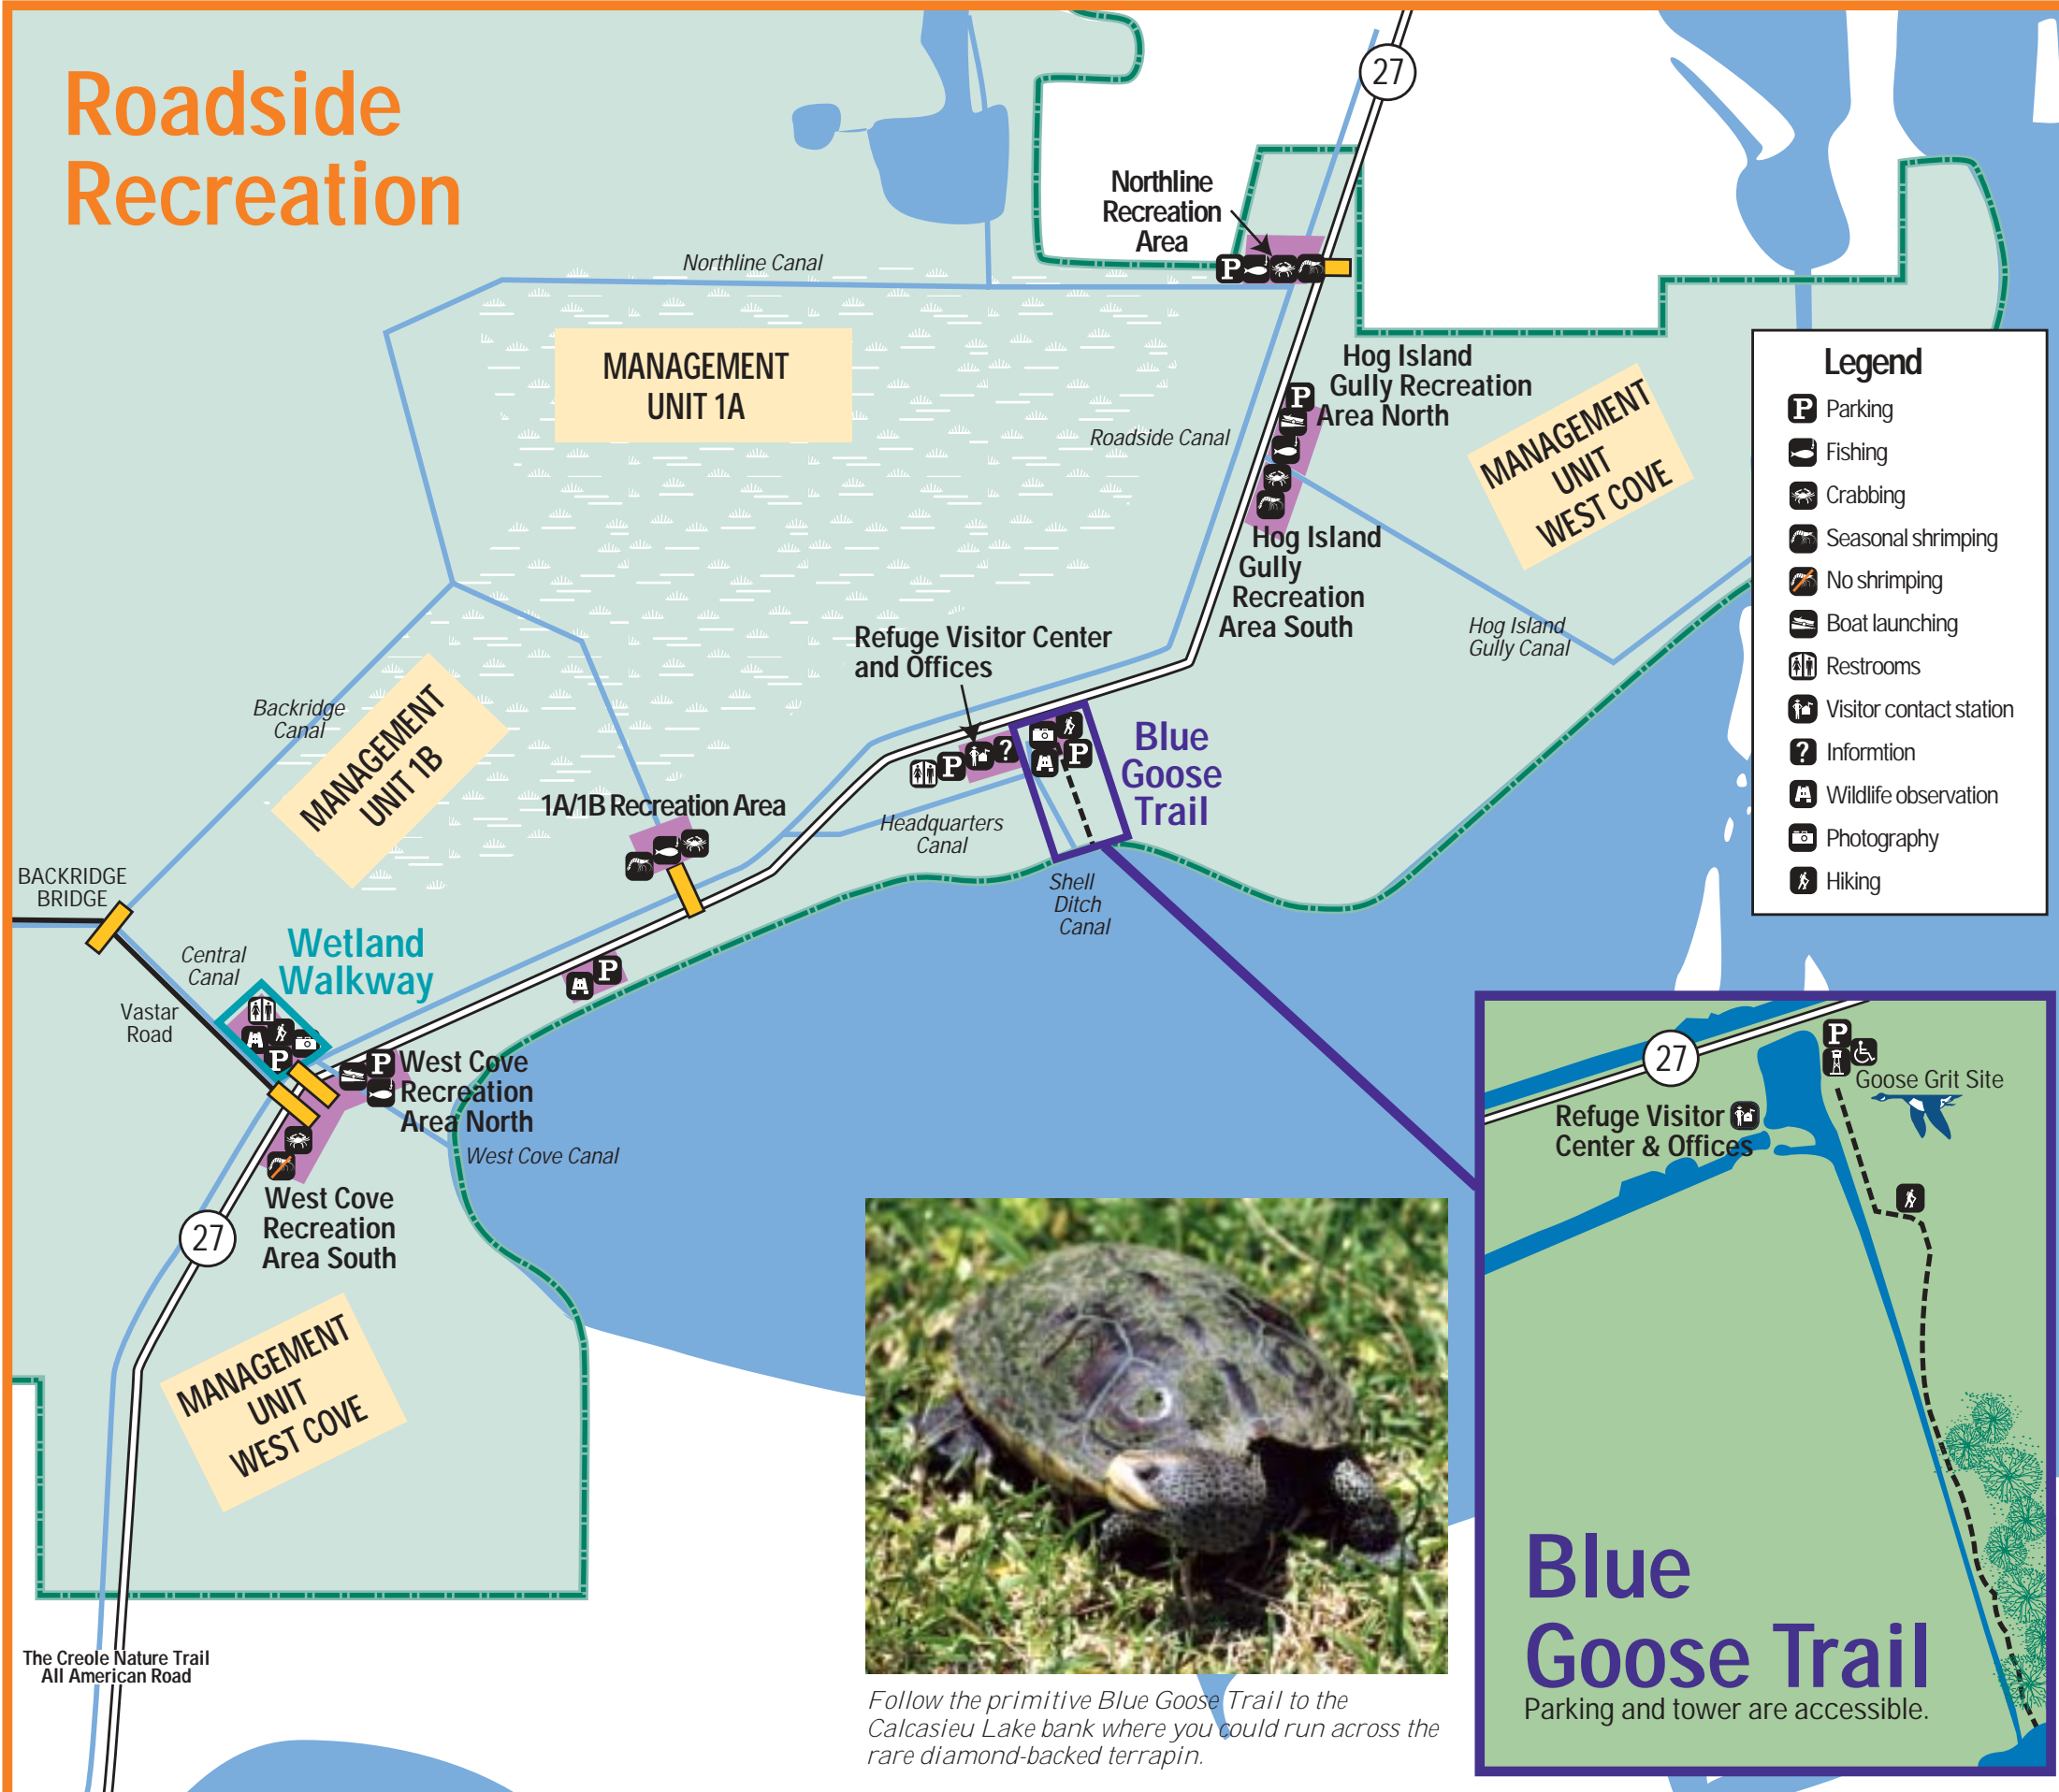 Roadside
Recreation
27
Northline
Recreation
Area
P
Northline Canal
MANAGEMENT
UNIT 1A
Hog Island
Gully Recreation
Area North
P
Roadside Canal
MANAGEMENT
UNIT
WEST COVE
Legend
P Parking
Fishing
Crabbing
Seasonal shrimping
No shrimping
Boat launching
Restrooms
Visitor contact station
? Informtion
Wildlife observation
Photography
Hiking
Hog Island
Gully
Recreation
Area South
Hog Island
Gully Canal
Refuge Visitor Center
and Offices
P
?
P
Blue
Goose
Trail
Backridge
Canal
MANAGEMENT
UNIT 1B
1A/1B Recreation Area
Headquarters
Canal
Shell
Ditch
Canal
BACKRIDGE
BRIDGE
Central
Canal
Wetland
Walkway
P
Vastar
Road
P
P
West Cove
Recreation
Area North
West Cove Canal
West Cove
Recreation
Area South
27
MANAGEMENT
UNIT
WEST COVE
The Creole Nature Trail
All American Road
Follow the primitive Blue Goose Trail to the
Calcasieu Lake bank where you could run across the
rare diamond-backed terrapin.
27
P
Goose Grit Site
Refuge Visitor
Center & Offices
Blue
Goose Trail
Parking and tower are accessible.